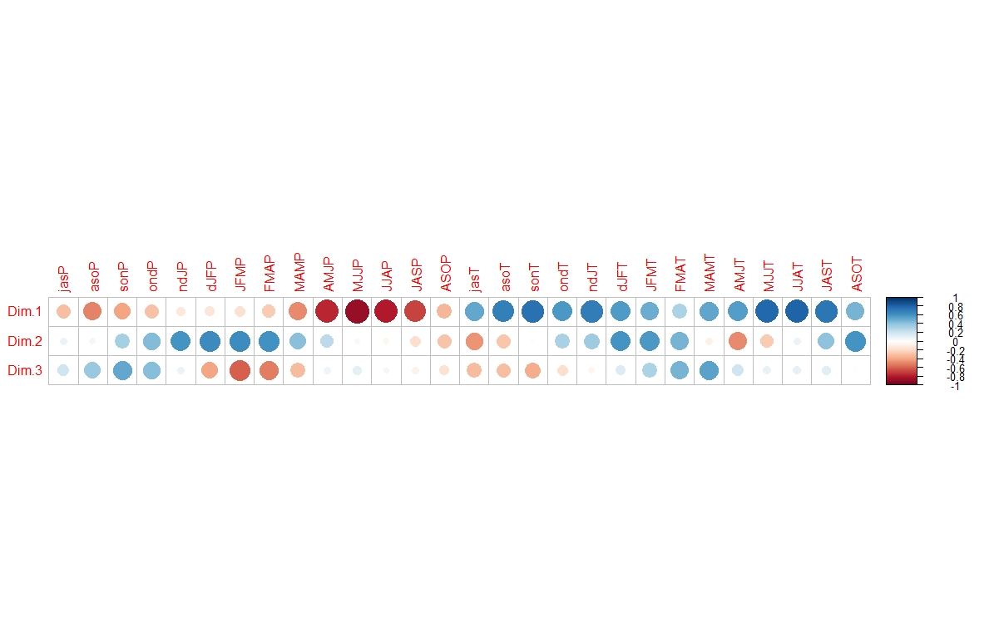 jasP asoP sonP ondP ndJP dJFP JFMP FMAP MAMP AMJP MJJP JJAP JASP ASOP jasT asoT sonT ondT ndJT dJFT JFMT FMAT MAMT AMJT MJJT JJAT JAST ASOT
Dim.1
Dim.2
Dim.3
1
0.8
0.6
0.4
0.2
0
-0.2
-0.4
-0.6
-0.8
-1